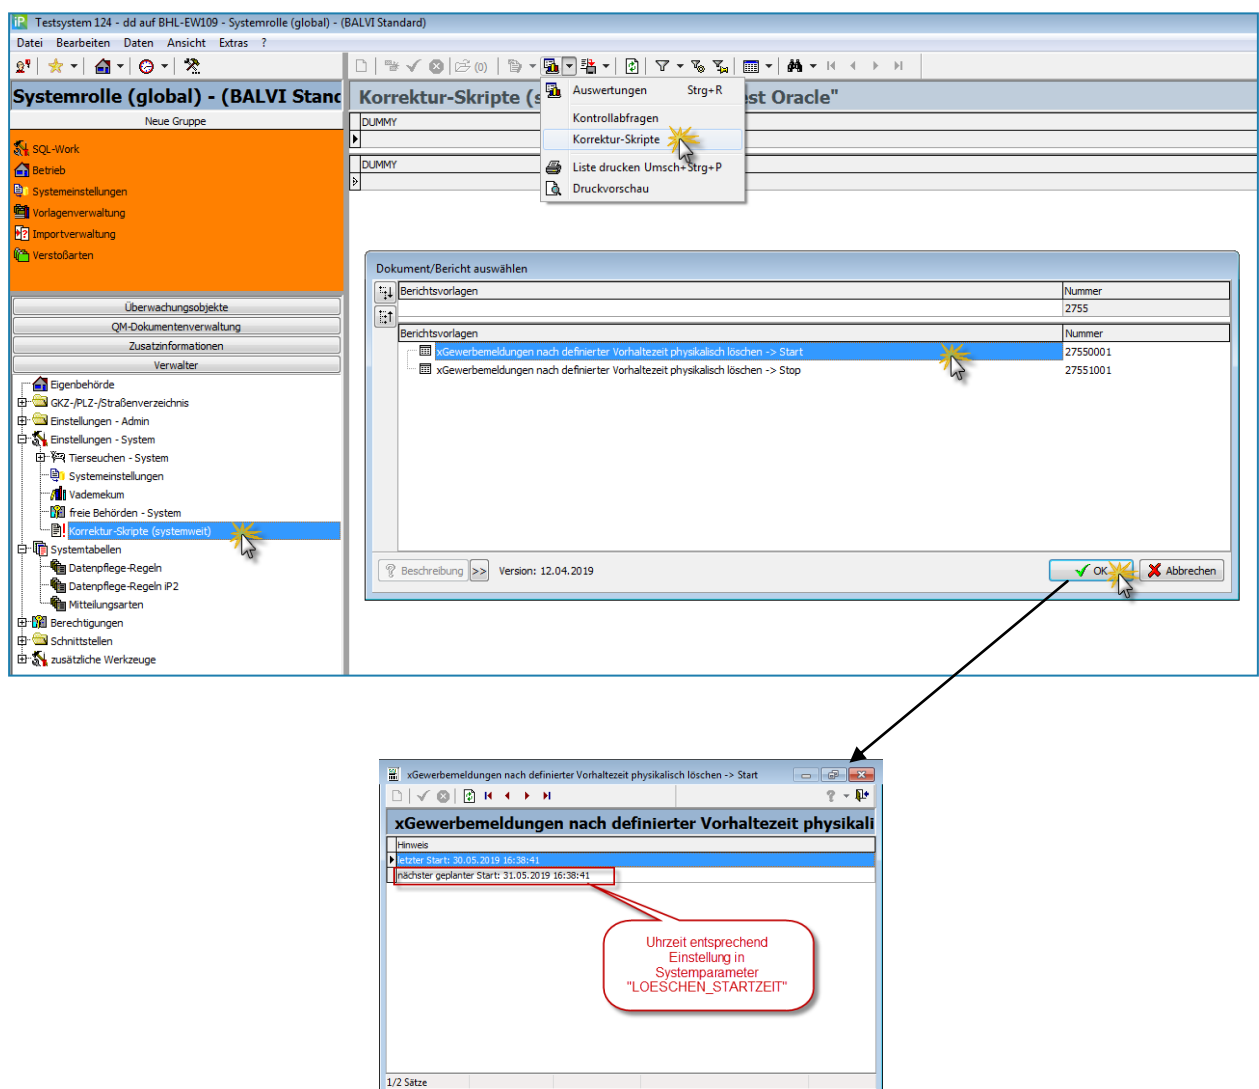 Testsystem 124 - dd auf BHL-EW109 - Systemrolle (global) - (BALVI Standard)
Datei Bearbeiten Daten Ansicht Extras ?
(0)
Systemrolle (global) - (BALVI Stanc
Korrektur-Skripte (s
st Oracle"
Neue Gruppe
SQL-Work
Betrieb
Systemeinstellungen
Vorlagenverwaltung
Importverwaltung
Verstoßarten
DUMMY
DUMMY
Auswertungen Strg+R
Kontrollabfragen
Korrektur-Skripte
Liste drucken Umsch+Strg+P
Druckvorschau
Überwachungsobjekte
QM-Dokumentenverwaltung
Zusatzinformationen
Verwalter
Eigenbehörde
GKZ-/PLZ-/Straßenverzeichnis
Einstellungen - Admin
Einstellungen - System
Tierseuchen - System
Systemeinstellungen
Vademekum
freie Behörden - System
Korrektur-Skripte (systemweit)
Systemtabellen
Datenpflege-Regeln
Datenpflege-Regeln iP2
Mitteilungsarten
Berechtigungen
Schnittstellen
zusätzliche Werkzeuge
Dokument/Bericht auswählen
Berichtsvorlagen Nummer
2755
Berichtsvorlagen Nummer
xGewerbemeldungen nach definierter Vorhaltezeit physikalisch löschen -> Start 27550001
xGewerbemeldungen nach definierter Vorhaltezeit physikalisch löschen -> Stop 27551001
Beschreibung >> Version: 12.04.2019 OK Abbrechen
xGewerbemeldungen nach definierter Vorhaltezeit physikalisch löschen -> Start
xGewerbemeldungen nach definierter Vorhaltezeit physikali
Hinweis
letzter Start: 30.05.2019 16:38:41
nächster geplanter Start: 31.05.2019 16:38:41
Uhrzeit entsprechend
Einstellung in
Systemparameter
"LOESCHEN_STARTZEIT"
1/2 Sätze